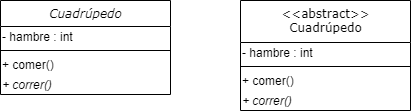 Cuadrúpedo
- hambre : int
+ comer()
+ correr()
<<abstract>>
Cuadrúpedo
- hambre : int
+ comer()
+ correr()